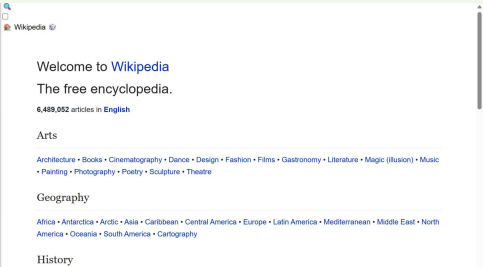 Wikipedia
Welcome to Wikipedia
The free encyclopedia.
6,489,052 articles in English
Arts
Architecture • Books • Cinematography • Dance • Design • Fashion • Films • Gastronomy • Literature • Magic (illusion) • Music
• Painting • Photography • Poetry • Sculpture • Theatre
Geography
Africa • Antarctica • Arctic • Asia • Caribbean • Central America • Europe • Latin America • Mediterranean • Middle East • North
America • Oceania • South America • Cartography
History